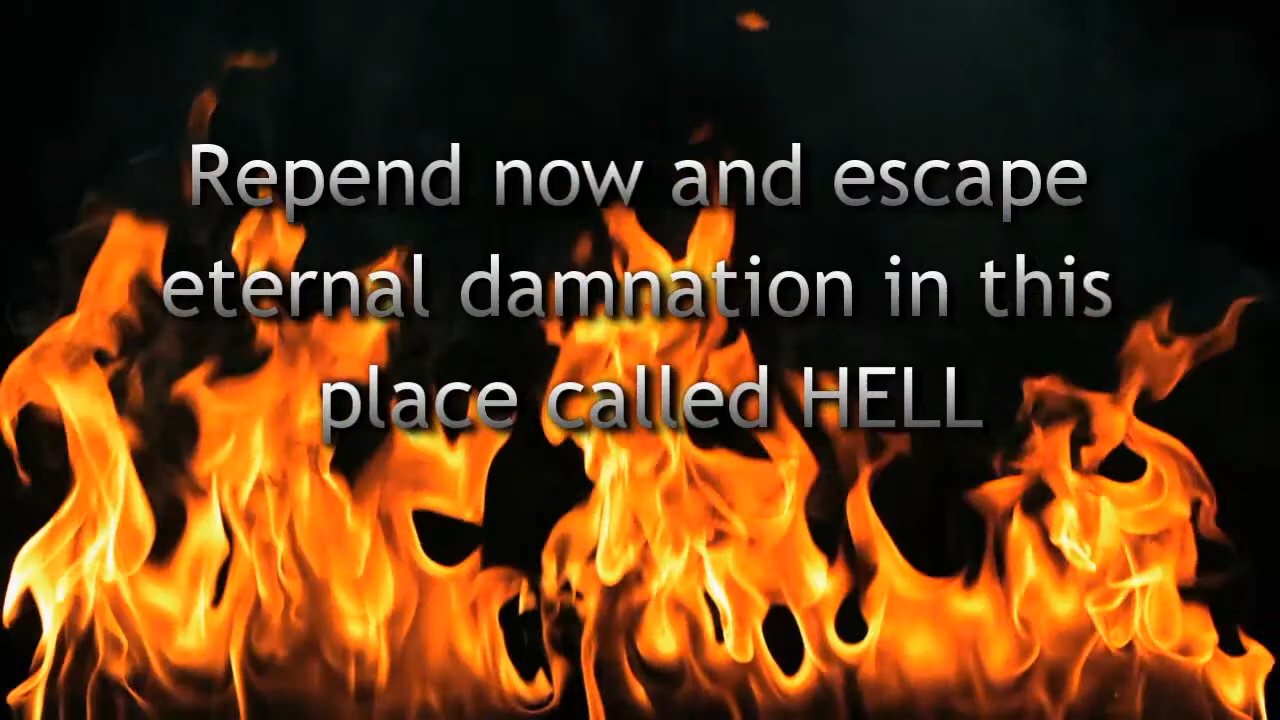 Repend now and escape
eternal damnation in this
place called HELL